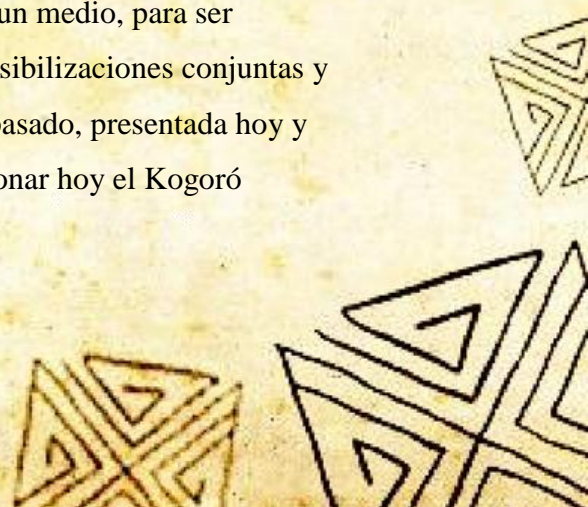 un medio, para ser
sibilizaciones conjuntas y
pasado, presentada hoy y
onar hoy el Kogoró